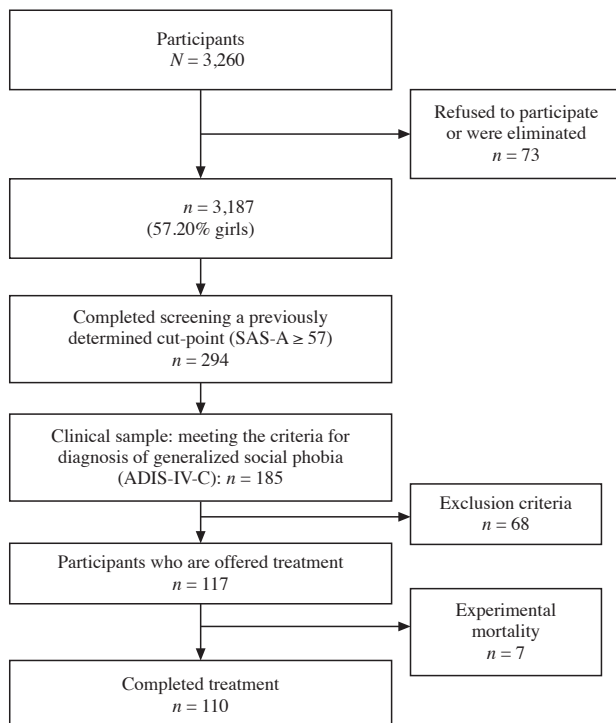 Participants
N = 3,260
Refused to participate
or were eliminated
n = 73
n = 3,187
(57.20% girls)
Completed screening a previously
determined cut-point (SAS-A ≥ 57)
n = 294
Clinical sample: meeting the criteria for
diagnosis of generalized social phobia
(ADIS-IV-C): n = 185
Exclusion criteria
n = 68
Participants who are offered treatment
n = 117
Experimental
mortality
n = 7
Completed treatment
n = 110